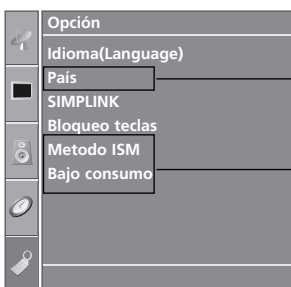 Opción
Idioma(Language)
País
SIMPLINK
Bloqueo teclas
Metodo ISM
Bajo consumo